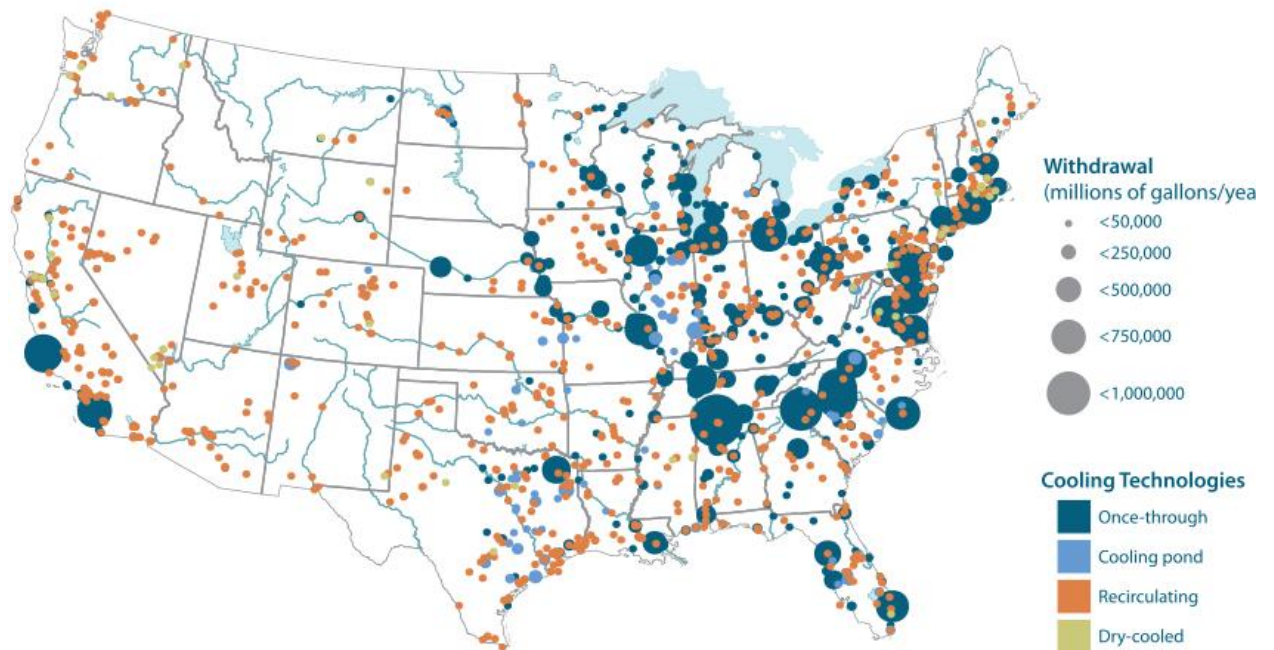 Withdrawal
(millions of gallons/yea
<50,000
<250,000
<500,000
<750,000
<1,000,000
Cooling Technologies
Once-through
Cooling pond
Recirculating
Dry-cooled